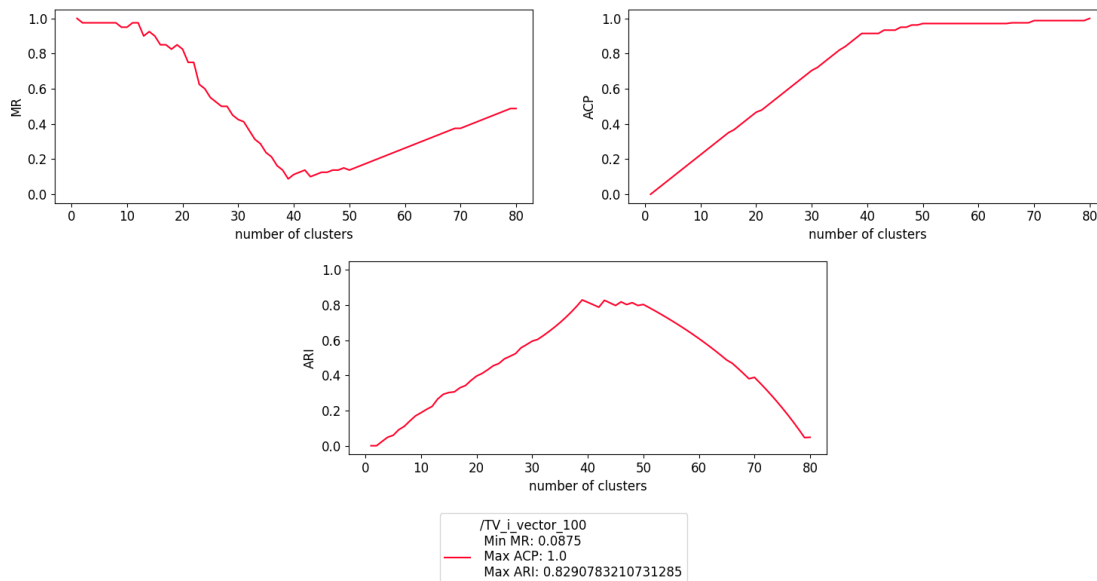 1.0
0.8
0.6
0.4
0.2
0.0
MR
0 10 20 30 40 50 60 70 80
number of clusters
1.0
0.8
0.6
0.4
0.2
0.0
ACP
0 10 20 30 40 50 60 70 80
number of clusters
1.0
0.8
0.6
0.4
0.2
0.0
ARI
0 10 20 30 40 50 60 70 80
number of clusters
/TV_i_vector_100
Min MR: 0.0875
Max ACP: 1.0
Max ARI: 0.8290783210731285